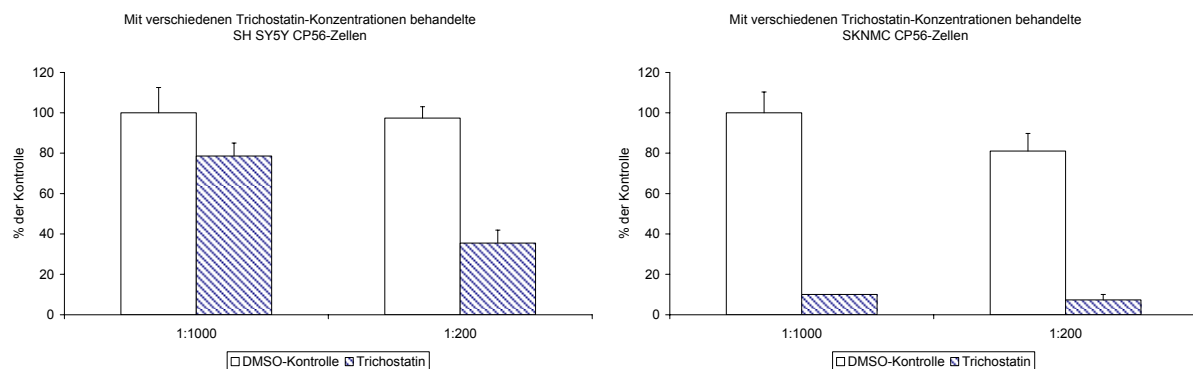 Mit verschiedenen Trichostatin-Konzentrationen behandelte
SH SY5Y CP56-Zellen
120
100
80
60
40
20
0
% der Kontrolle
1:1000
1:200
DMSO-Kontrolle
Trichostatin
Mit verschiedenen Trichostatin-Konzentrationen behandelte
SKNMC CP56-Zellen
120
100
80
60
40
20
0
% der Kontrolle
1:1000
1:200
DMSO-Kontrolle
Trichostatin